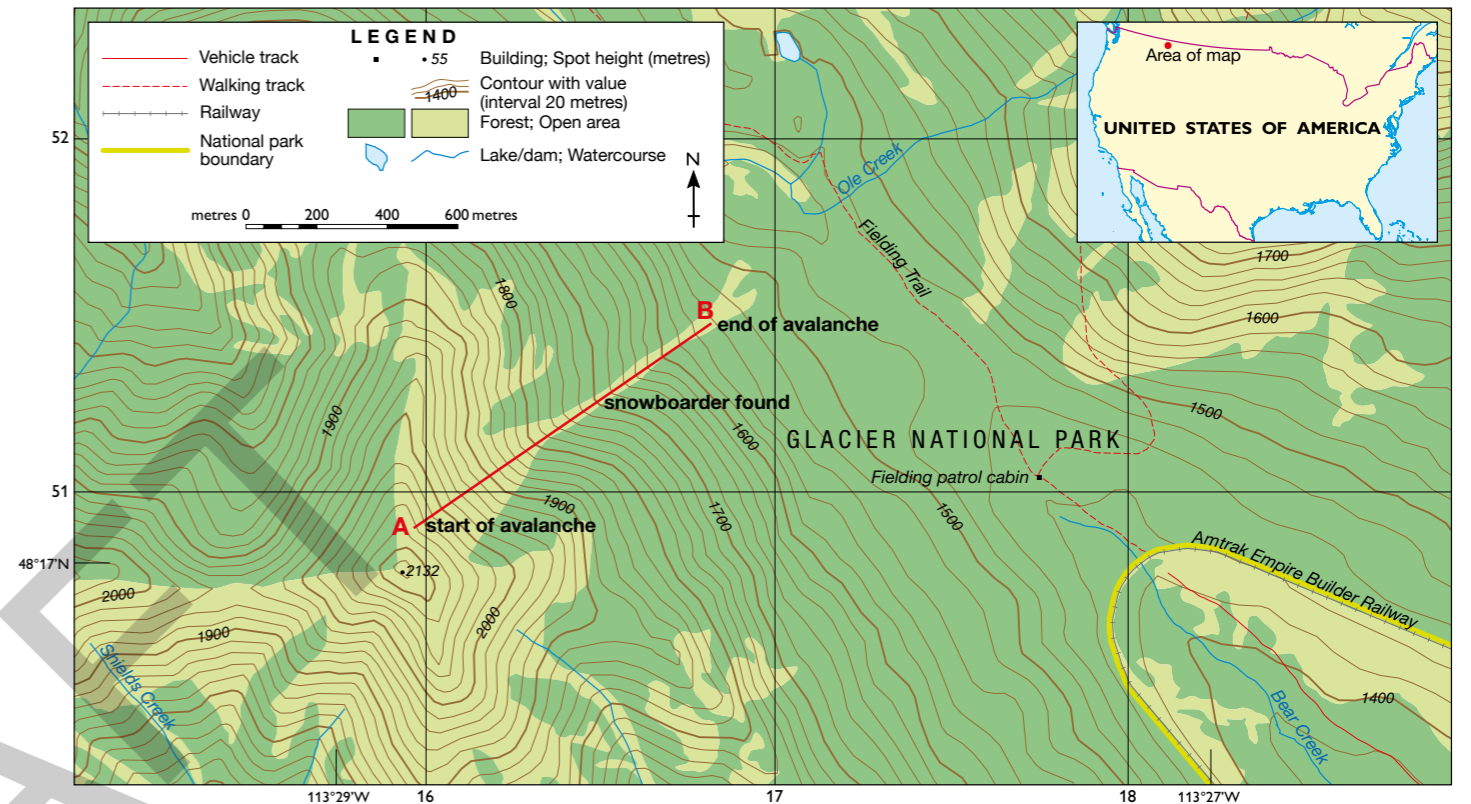 LEGEND
Vehicle track
Walking track
Railway
National park
boundary
55
Building; Spot height (metres)
1400
Contour with value
(interval 20 metres)
Forest; Open area
Lake/dam; Watercourse
N
metres 0 200 400 600 metres
Area of map
UNITED STATES OF AMERICA
52
Ole Creek
Fielding Trail
1700
1800
1600
B
end of avalanche
snowboarder found
1900
1500
1600
GLACIER NATIONAL PARK
Fielding patrol cabin
51
A
start of avalanche
1900
1700
1500
48°17'N
2132
Amtrak Empire Builder Railway
2000
1900
2000
Shields Creek
1400
Bear Creek
113°29'W
16
17
18
113°27'W